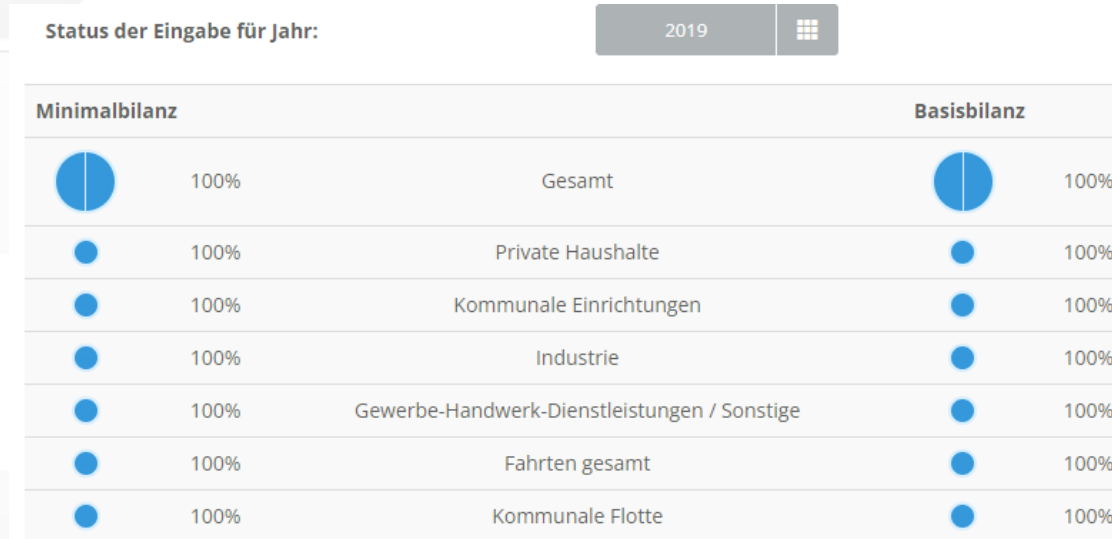 Status der Eingabe für Jahr: 2019
Minimalbilanz Basisbilanz
100% Gesamt 100%
100% Private Haushalte 100%
100% Kommunale Einrichtungen 100%
100% Industrie 100%
100% Gewerbe-Handwerk-Dienstleistungen / Sonstige 100%
100% Fahrten gesamt 100%
100% Kommunale Flotte 100%